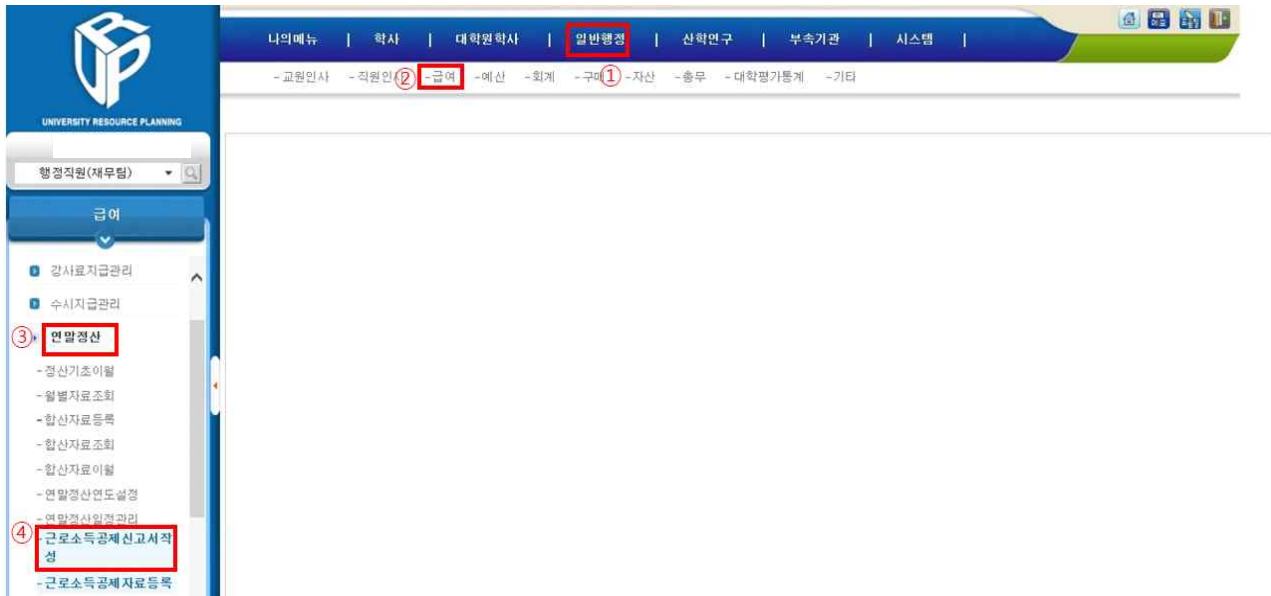 나의메뉴 | 학사 | 대학원학사 | 일반행정 | 산학연구 | 부속기관 | 시스템 |
-교원인사 -직원인사 ② -급여 -예산 -회계 -구매 ① -자산 -총무 -대학평가통계 -기타
URP
UNIVERSITY RESOURCE PLANNING
행정직원(재무팀)
급여
강사료지급관리
수시지급관리
③ 연말정산
-정산기초이월
-월별자료조회
-합산자료등록
-합산자료조회
-합산자료이월
-연말정산연도설정
-연말정산일정관리
④ -근로소득공제신고서작
성
-근로소득공제자료등록